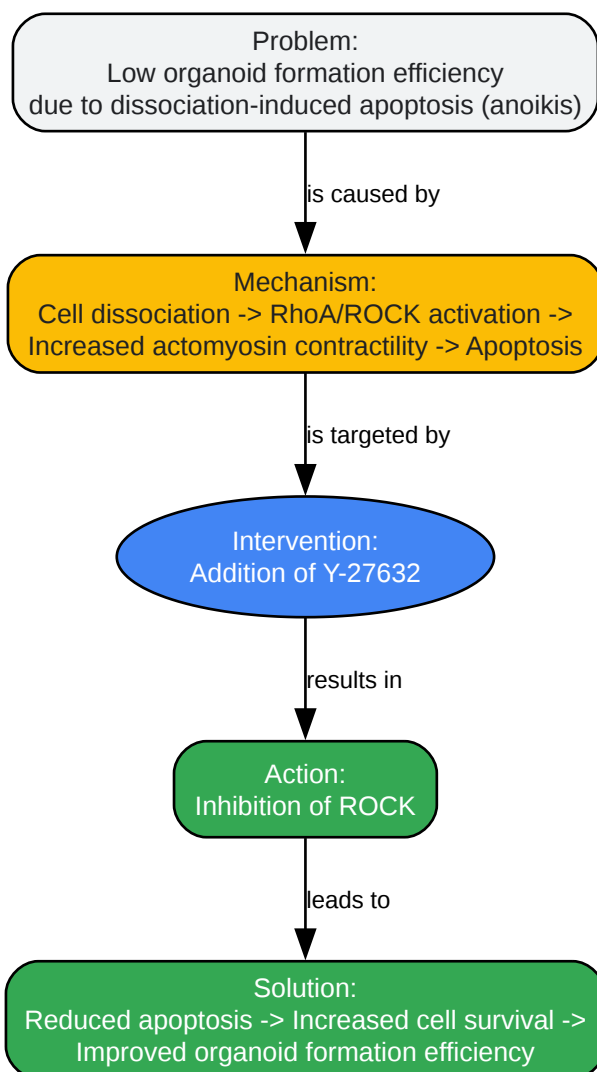 Problem:
Low organoid formation efficiency
due to dissociation-induced apoptosis (anoikis)
is caused by
Mechanism:
Cell dissociation -> RhoA/ROCK activation ->
Increased actomyosin contractility -> Apoptosis
is targeted by
Intervention:
Addition of Y-27632
results in
Action:
Inhibition of ROCK
leads to
Solution:
Reduced apoptosis -> Increased cell survival ->
Improved organoid formation efficiency